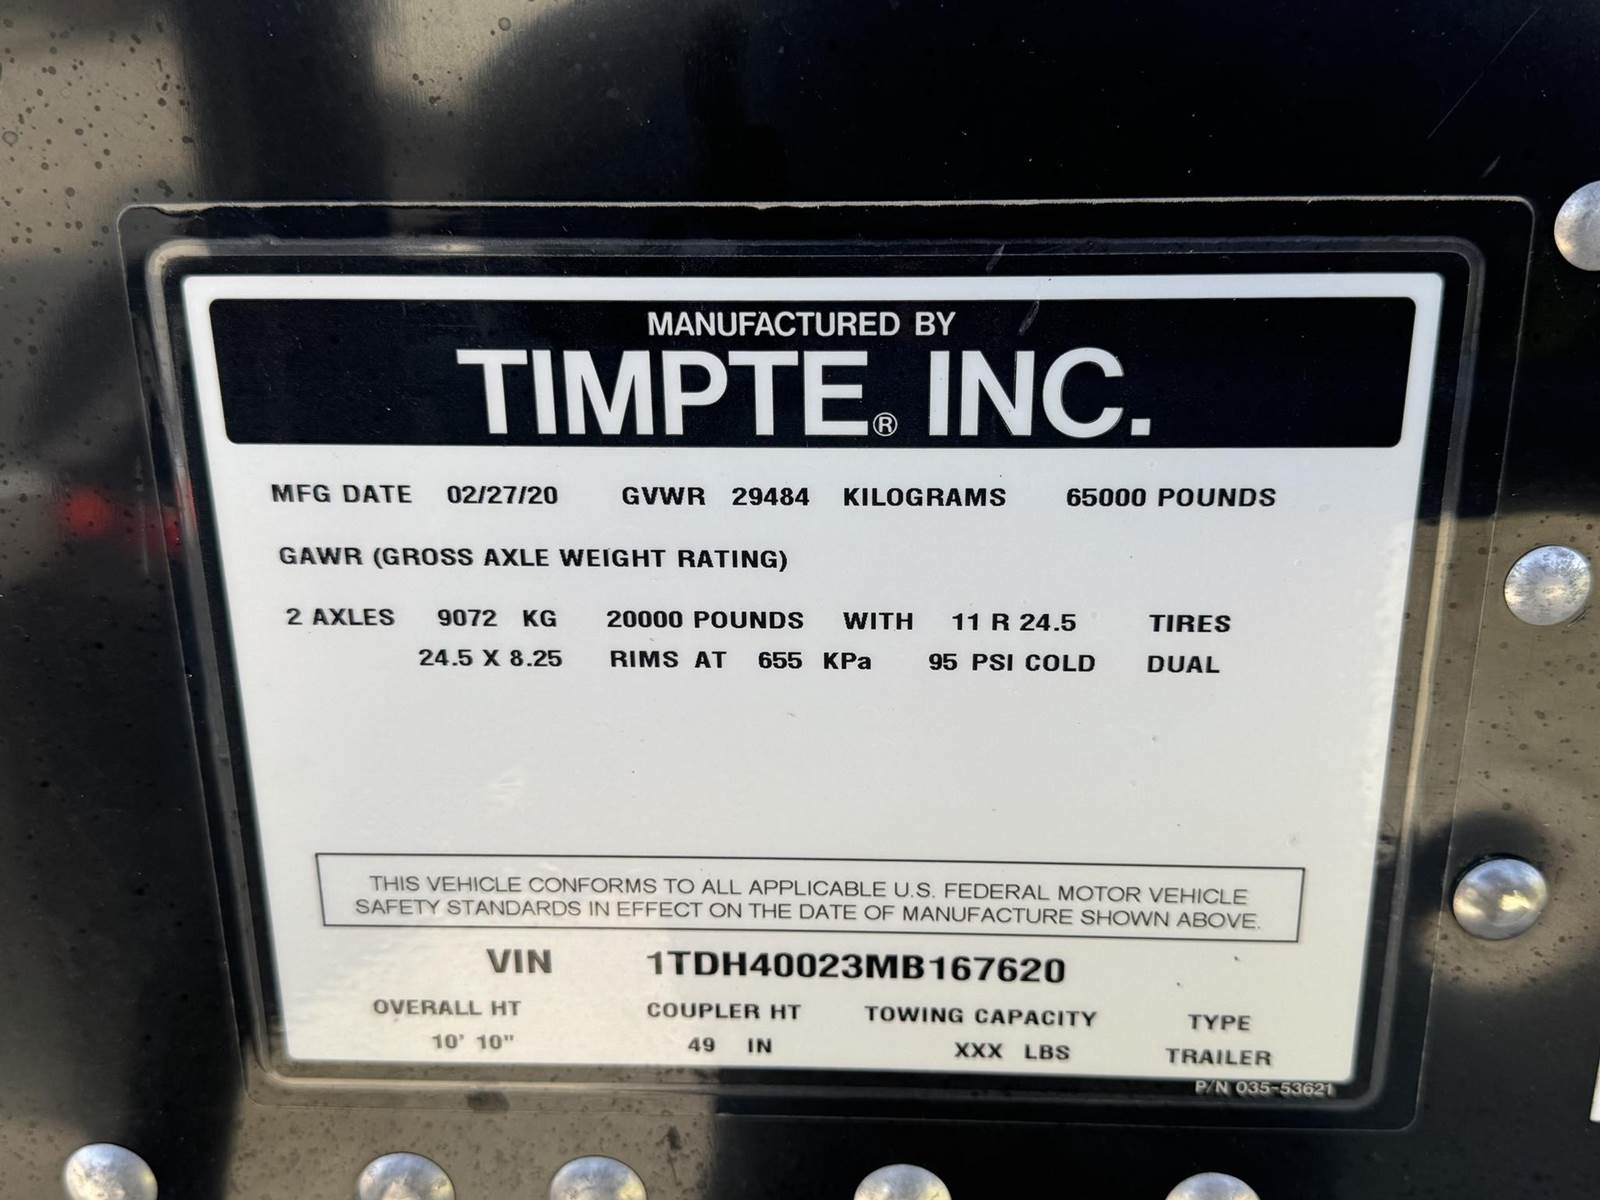 MANUFACTURED BY
TIMPTE® INC.
MFG DATE 02/27/20 GVWR 29484 KILOGRAMS 65000 POUNDS
GAWR (GROSS AXLE WEIGHT RATING)
2 AXLES 9072 KG 20000 POUNDS WITH 11 R 24.5 TIRES
24.5 X 8.25 RIMS AT 655 KPa 95 PSI COLD DUAL
THIS VEHICLE CONFORMS TO ALL APPLICABLE U.S. FEDERAL MOTOR VEHICLE
SAFETY STANDARDS IN EFFECT ON THE DATE OF MANUFACTURE SHOWN ABOVE.
VIN 1TDH40023MB167620
OVERALL HT COUPLER HT TOWING CAPACITY TYPE
10' 10" 49 IN XXX LBS TRAILER
P/N 035-53621